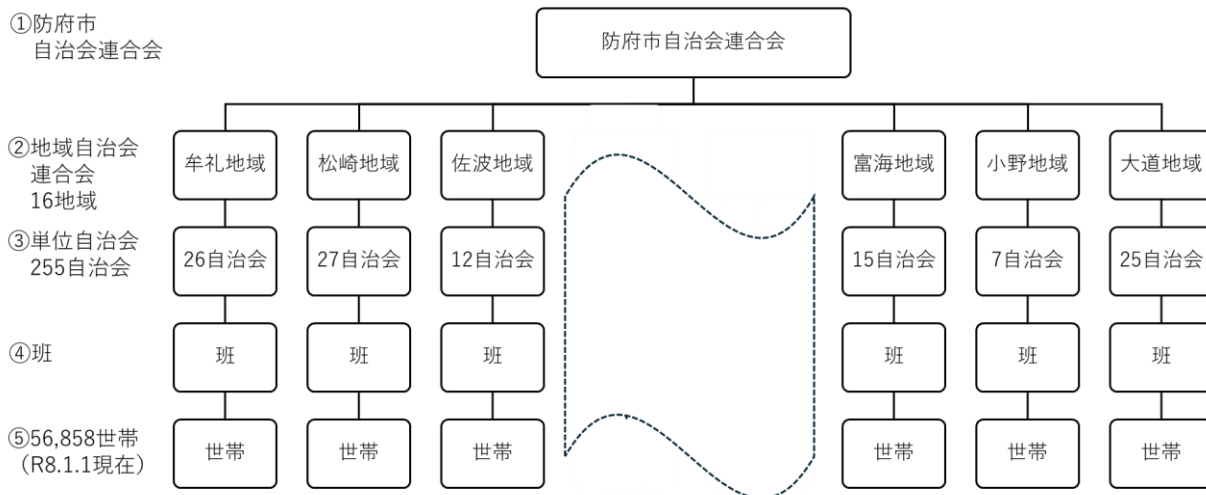 ①防府市
自治会連合会
防府市自治会連合会
②地域自治会
連合会
16地域
牟礼地域
松崎地域
佐波地域
富海地域
小野地域
大道地域
③単位自治会
255自治会
26自治会
27自治会
12自治会
15自治会
7自治会
25自治会
④班
班
班
班
班
班
班
⑤56,858世帯
（R8.1.1現在）
世帯
世帯
世帯
世帯
世帯
世帯